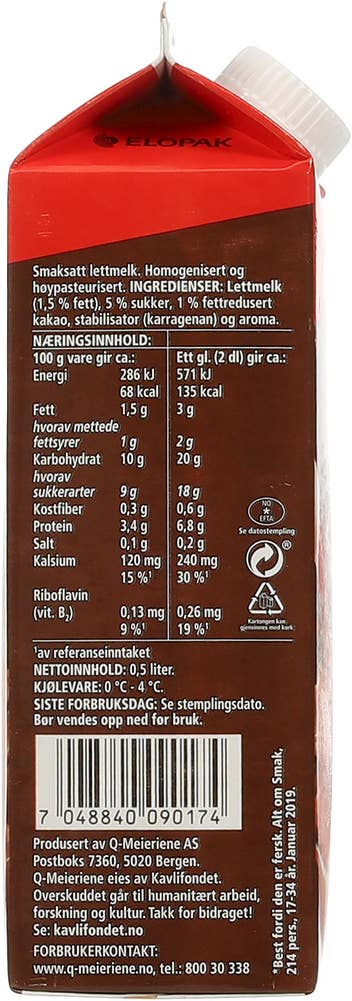 ELOPAK
Smaksatt lettmelk. Homogenisert og
høypasteurisert. INGREDIENSER: Lettmelk
(1,5 % fett), 5 % sukker, 1 % fettredusert
kakao, stabilisator (karragenan) og aroma.
NÆRINGSINNHOLD:
100 g vare gir ca.: Ett gl. (2 dl) gir ca.:
Energi 286 kJ 571 kJ
68 kcal 135 kcal
Fett 1,5 g 3 g
hvorav mettede
fettsyrer 1 g 2 g
Karbohydrat 10 g 20 g
hvorav
sukkerarter 9 g 18 g
Kostfiber 0,3 g 0,6 g
Protein 3,4 g 6,8 g
Salt 0,1 g 0,2 g
Kalsium 120 mg 240 mg
15 %¹ 30 %¹
Riboflavin
(vit. B₂) 0,13 mg 0,26 mg
9 %¹ 19 %¹
¹av referanseinntaket
NO
EFTA
Se datostempling
®
Kartongen kan
gjenvinnes med kork
NETTOINNHOLD: 0,5 liter.
KJØLEVARE: 0 °C - 4 °C.
SISTE FORBRUKSDAG: Se stemplingsdato.
Bør vendes opp ned før bruk.
7 048840 090174
Produsert av Q-Meieriene AS
Postboks 7360, 5020 Bergen.
Q-Meieriene eies av Kavlifondet.
Overskuddet går til humanitært arbeid,
forskning og kultur. Takk for bidraget!
Se: kavlifondet.no
FORBRUKERKONTAKT:
www.q-meieriene.no, tel.: 800 30 338
*Best fordi den er fersk. Alt om Smak,
214 pers., 17-34 år. Januar 2019.